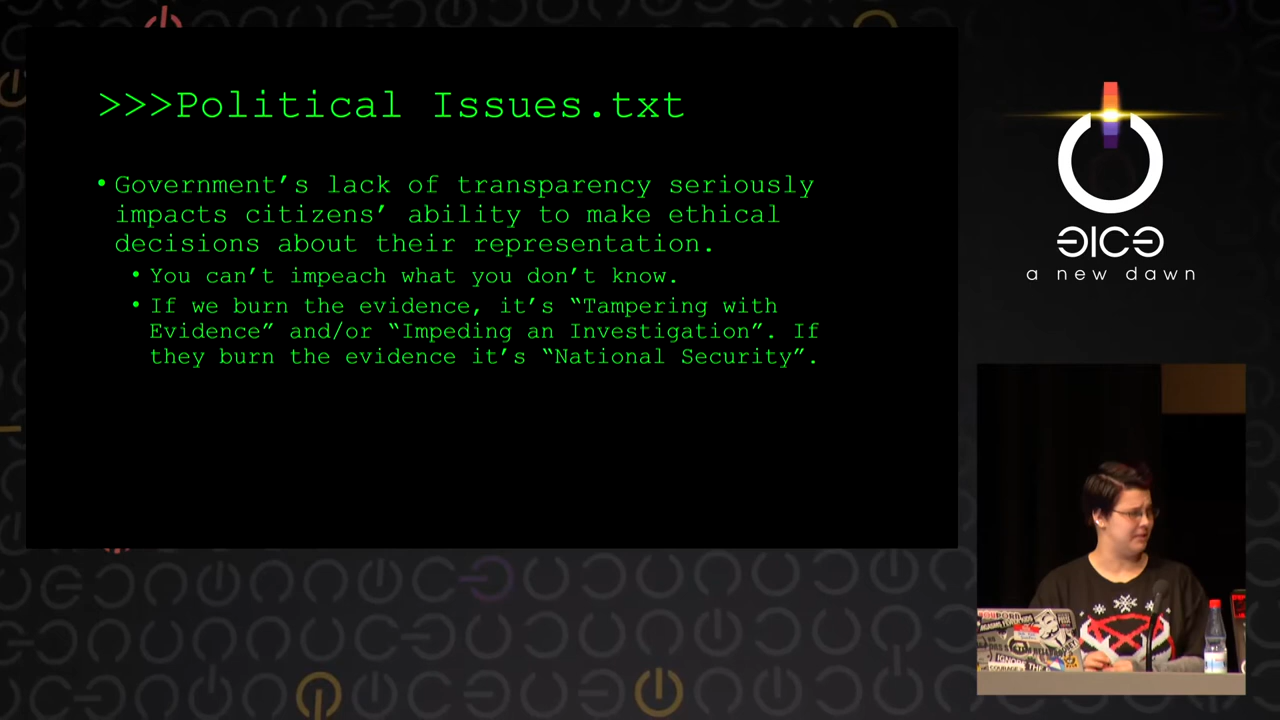 >>>Political Issues.txt
• Government’s lack of transparency seriously
impacts citizens’ ability to make ethical
decisions about their representation.
• You can’t impeach what you don’t know.
• If we burn the evidence, it’s “Tampering with
Evidence” and/or “Impeding an Investigation”. If
they burn the evidence it’s “National Security”.
a new dawn